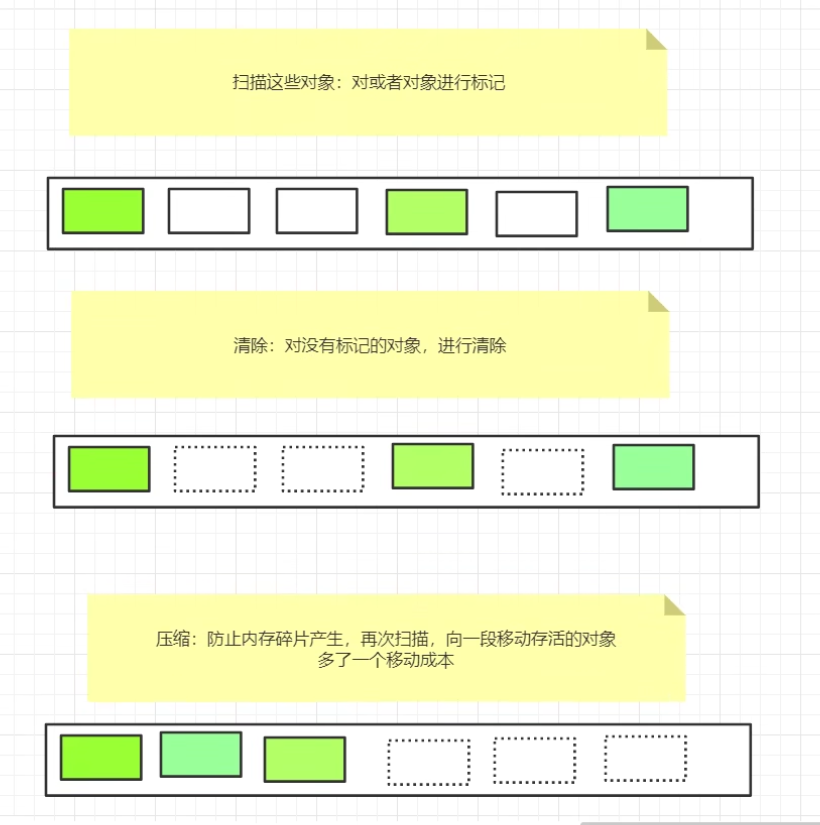 扫描这些对象：对或者对象进行标记
清除：对没有标记的对象，进行清除
压缩：防止内存碎片产生，再次扫描，向一段移动存活的对象
多了一个移动成本